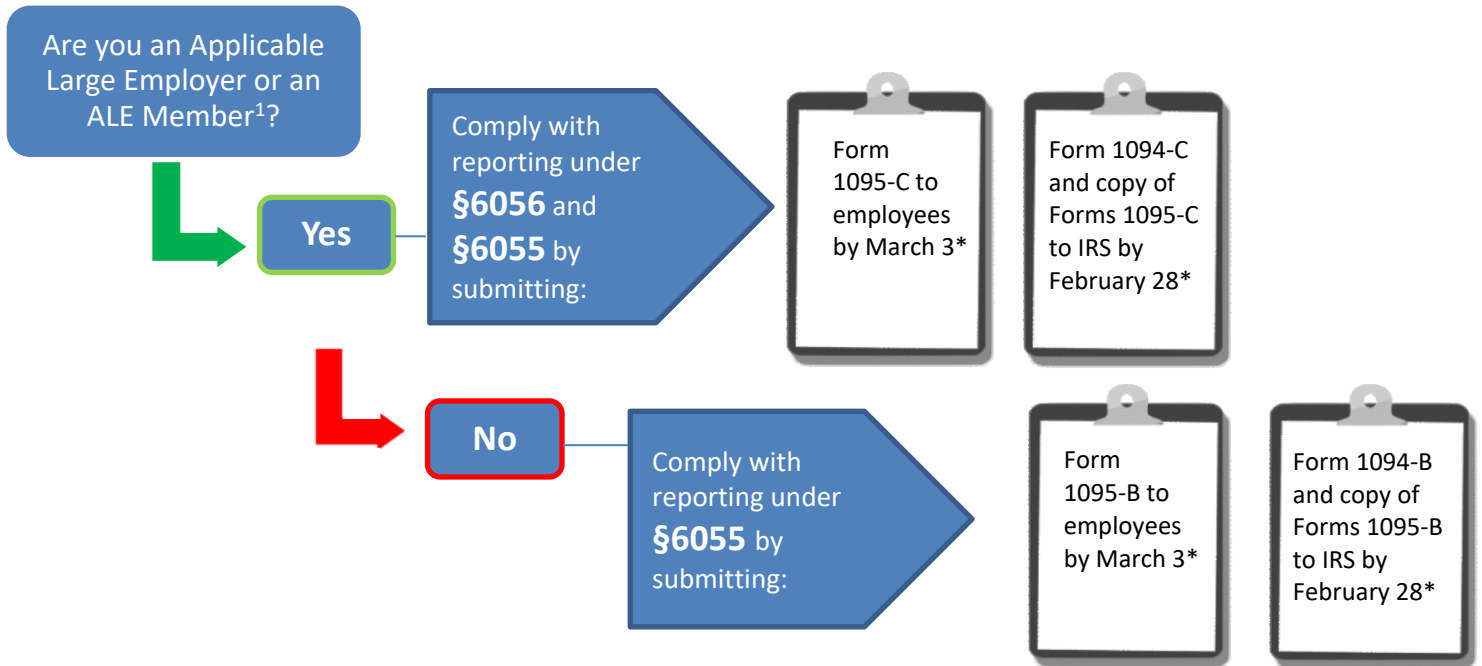 Are you an Applicable
Large Employer or an
ALE Member¹?
Yes
Comply with
reporting under
§6056 and
§6055 by
submitting:
Form
1095-C to
employees
by March 3*
Form 1094-C
and copy of
Forms 1095-C
to IRS by
February 28*
No
Comply with
reporting under
§6055 by
submitting:
Form
1095-B to
employees
by March 3*
Form 1094-B
and copy of
Forms 1095-B
to IRS by
February 28*